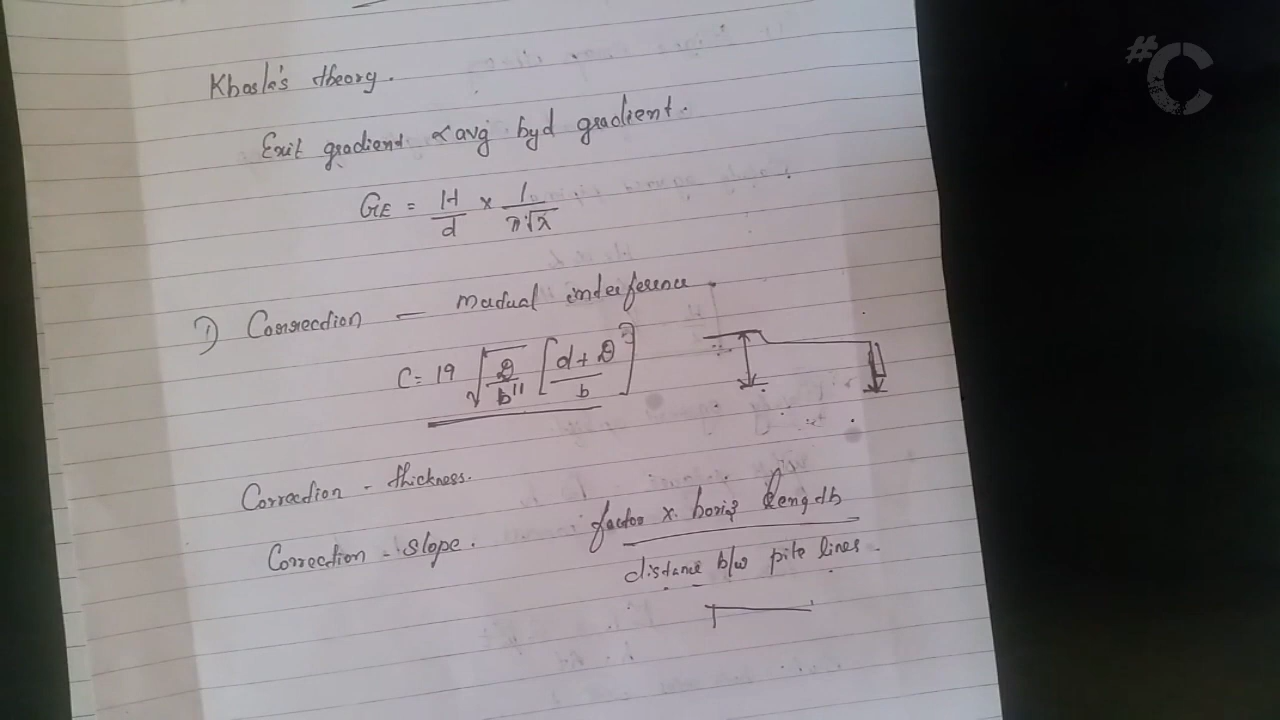 #C
Khosla's theory.
Exit gradient ∝ avg hyd gradient.
GE = H/d × 1/π√λ
1) Correction — mutual interference
C = 19 √(D/b") [(d + D)/b]
Correction - thickness.
Correction - slope.
factor × horiz length
distance b/w pile lines.